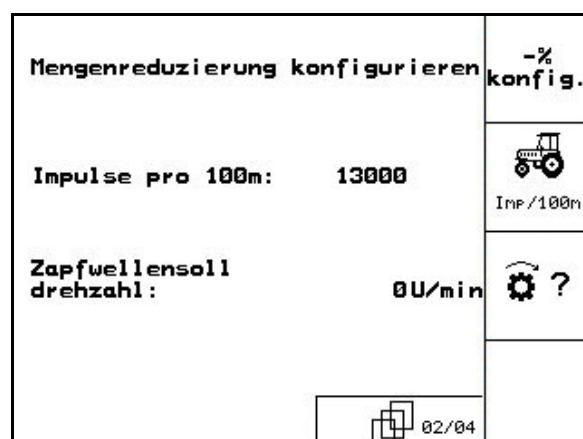 Mengenreduzierung konfigurieren
-%
konfig.
Impulse pro 100m: 13000
Imp/100m
Zapfwellensoll
drehzahl: 0U/min
?
02/04